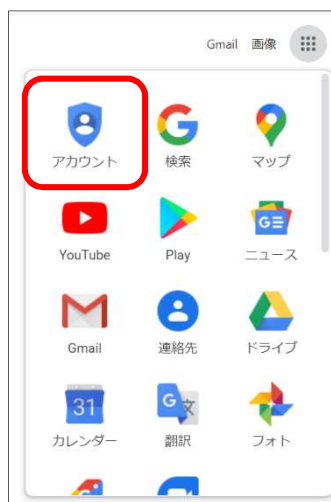 Gmail 画像
アカウント 検索 マップ
G≡
YouTube Play ニュース
Gmail 連絡先 ドライブ
31 G 文
カレンダー 翻訳 フォト